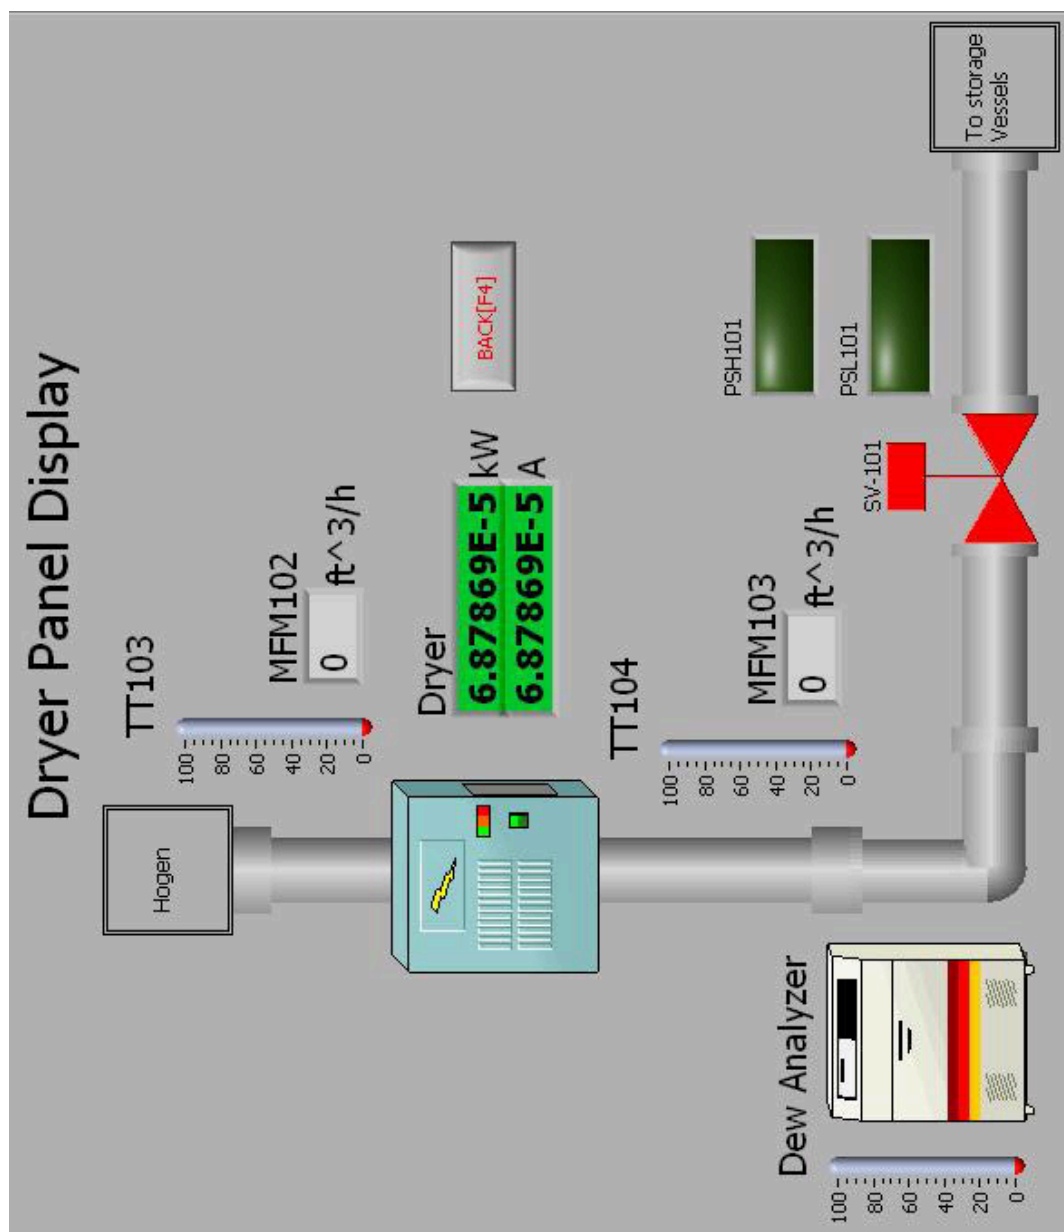 Dryer Panel Display
Hogen
TT103
100
80
60
40
20
0
MFM102
0 ft^3/h
Dryer
6.87869E-5 kW
6.87869E-5 A
BACK[F4]
TT104
100
80
60
40
20
0
MFM103
0 ft^3/h
PSH101
PSL101
SV-101
To storage
Vessels
Dew Analyzer
100
80
60
40
20
0